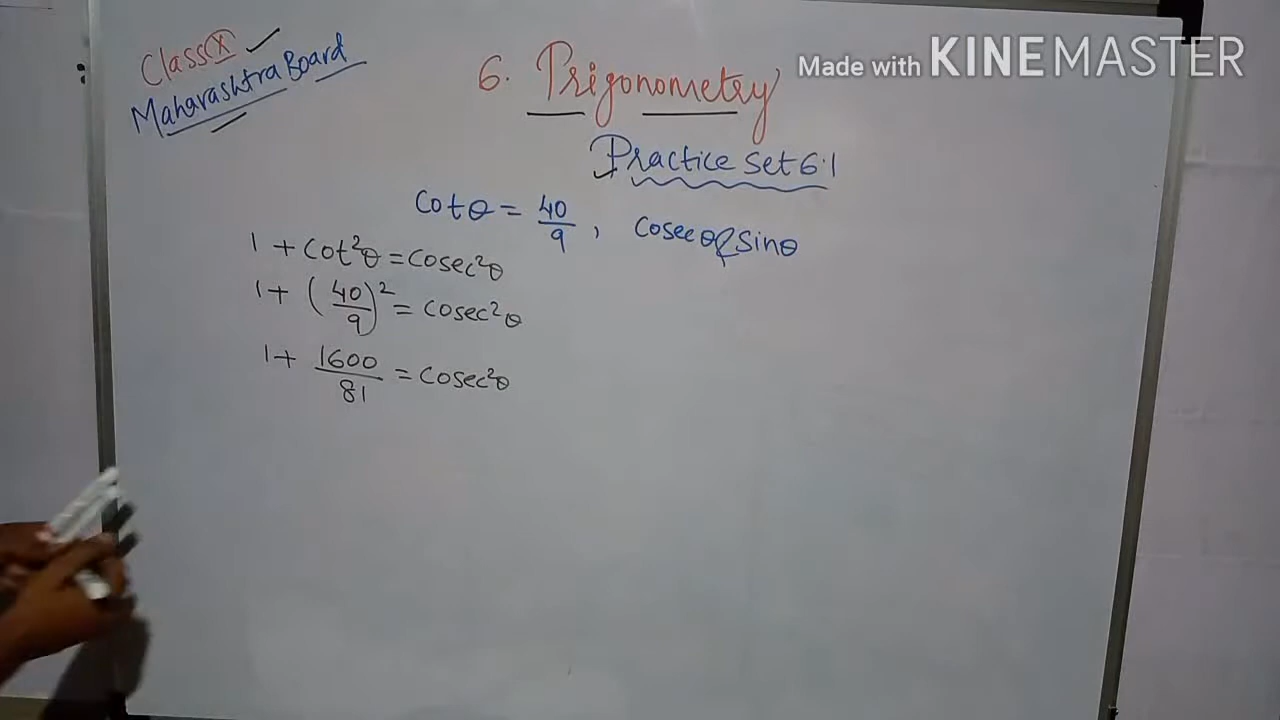 Class X ✓
Maharashtra Board
Made with KINEMASTER
6. Trigonometry
Practice Set 6.1
Cotθ = 40/9, Cosecθ & Sinθ
1 + Cot²θ = Cosec²θ
1 + (40/9)² = Cosec²θ
1 + 1600/81 = Cosec²θ